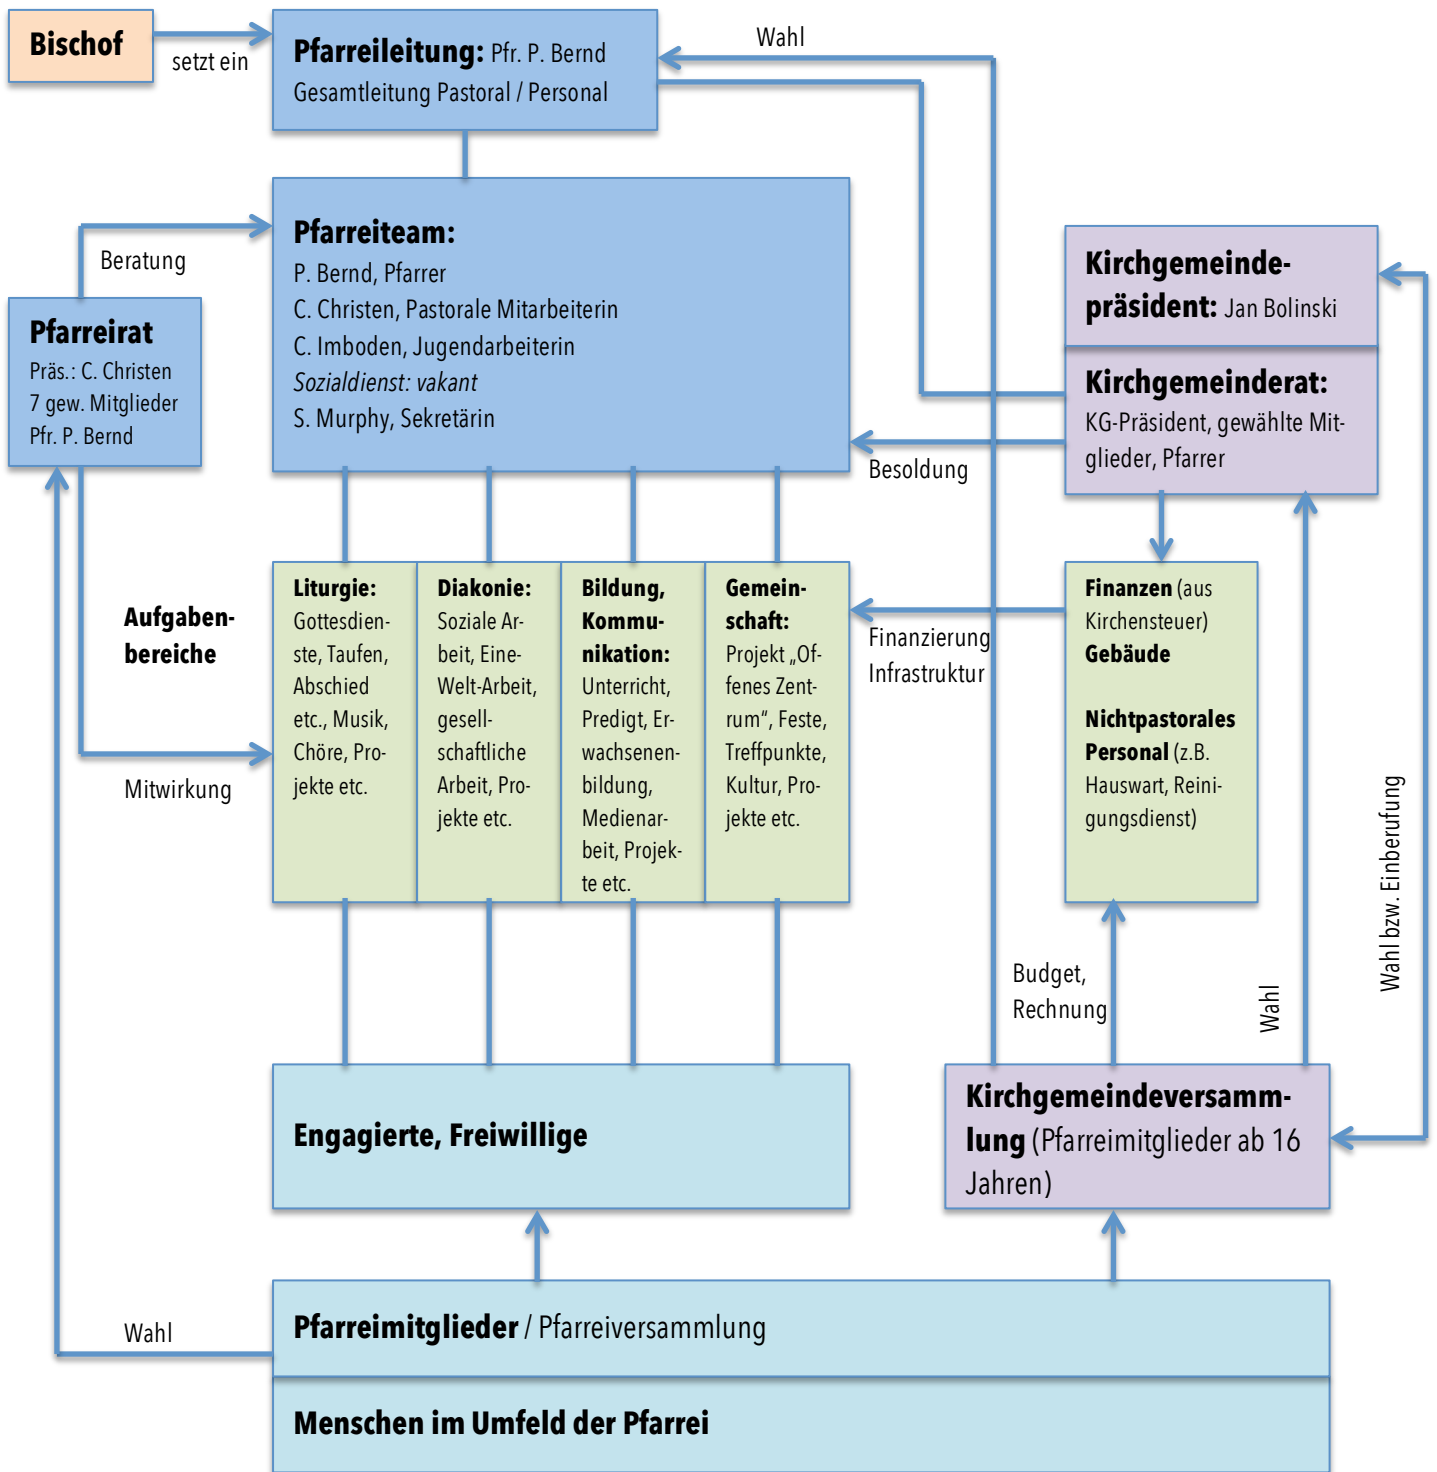 Bischof
setzt ein
Pfarreileitung: Pfr. P. Bernd
Gesamtleitung Pastoral / Personal
Wahl
Pfarreiteam:
P. Bernd, Pfarrer
C. Christen, Pastorale Mitarbeiterin
C. Imboden, Jugendarbeiterin
Sozialdienst: vakant
S. Murphy, Sekretärin
Beratung
Pfarreirat
Präs.: C. Christen
7 gew. Mitglieder
Pfr. P. Bernd
Kirchgemeinde-
präsident: Jan Bolinski
Kirchgemeinderat:
KG-Präsident, gewählte Mit-
glieder, Pfarrer
Besoldung
Aufgaben-
bereiche
Mitwirkung
Liturgie:
Gottesdien-
ste, Taufen,
Abschied
etc., Musik,
Chöre, Pro-
jekte etc.
Diakonie:
Soziale Ar-
beit, Eine-
Welt-Arbeit,
gesell-
schaftliche
Arbeit, Pro-
jekte etc.
Bildung,
Kommu-
nikation:
Unterricht,
Predigt, Er-
wachsenen-
bildung,
Medienar-
beit, Projek-
te etc.
Gemein-
schaft:
Projekt „Of-
fenes Zent-
rum“, Feste,
Treffpunkte,
Kultur, Pro-
jekte etc.
Finanzierung
Infrastruktur
Finanzen (aus
Kirchensteuer)
Gebäude
Nichtpastorales
Personal (z.B.
Hauswart, Reini-
gungsdienst)
Budget,
Rechnung
Wahl
Wahl bzw. Einberufung
Engagierte, Freiwillige
Kirchgemeindeversamm-
lung (Pfarreimitglieder ab 16
Jahren)
Wahl
Pfarreimitglieder / Pfarreiversammlung
Menschen im Umfeld der Pfarrei